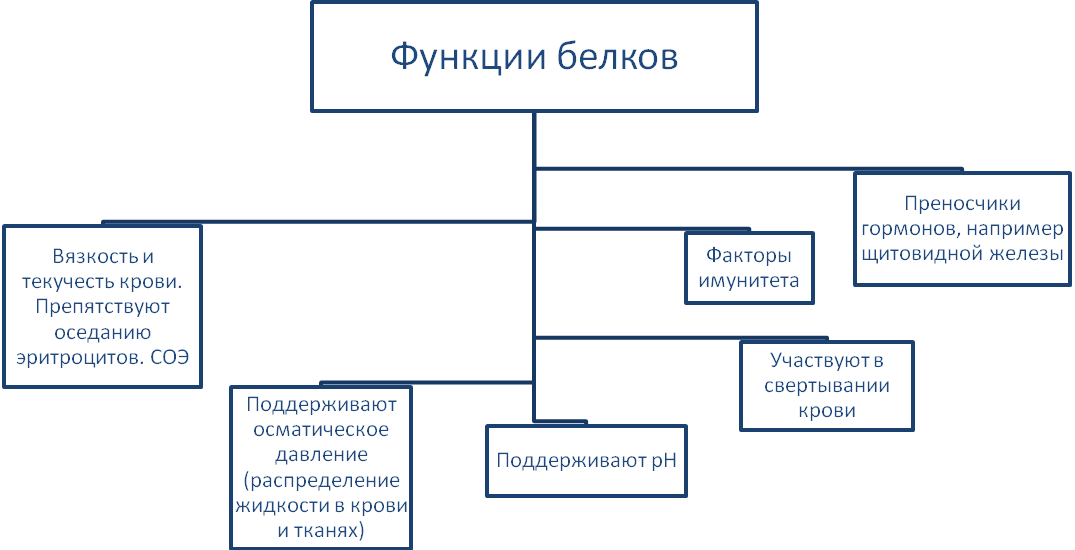 Функции белков
Преносчики
гормонов, например
щитовидной железы
Вязкость и
текучесть крови.
Препятствуют
оседанию
эритроцитов. СОЭ
Факторы
имунитета
Участвуют в
свертывании
крови
Поддерживают
осматическое
давление
(распределение
жидкости в крови
и тканях)
Поддерживают pH